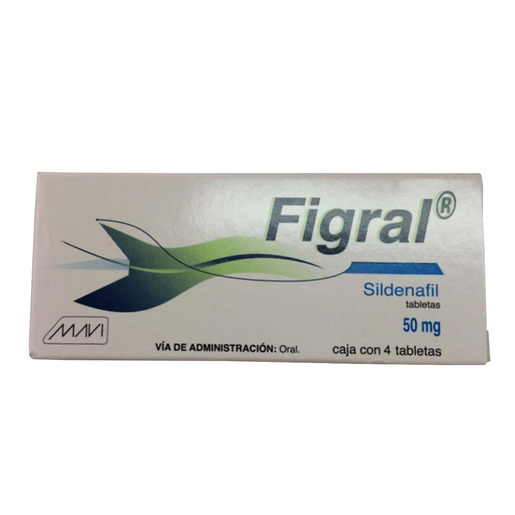 Figral®
Sildenafil
tabletas
50 mg
MAVI
VÍA DE ADMINISTRACIÓN: Oral.
caja con 4 tabletas